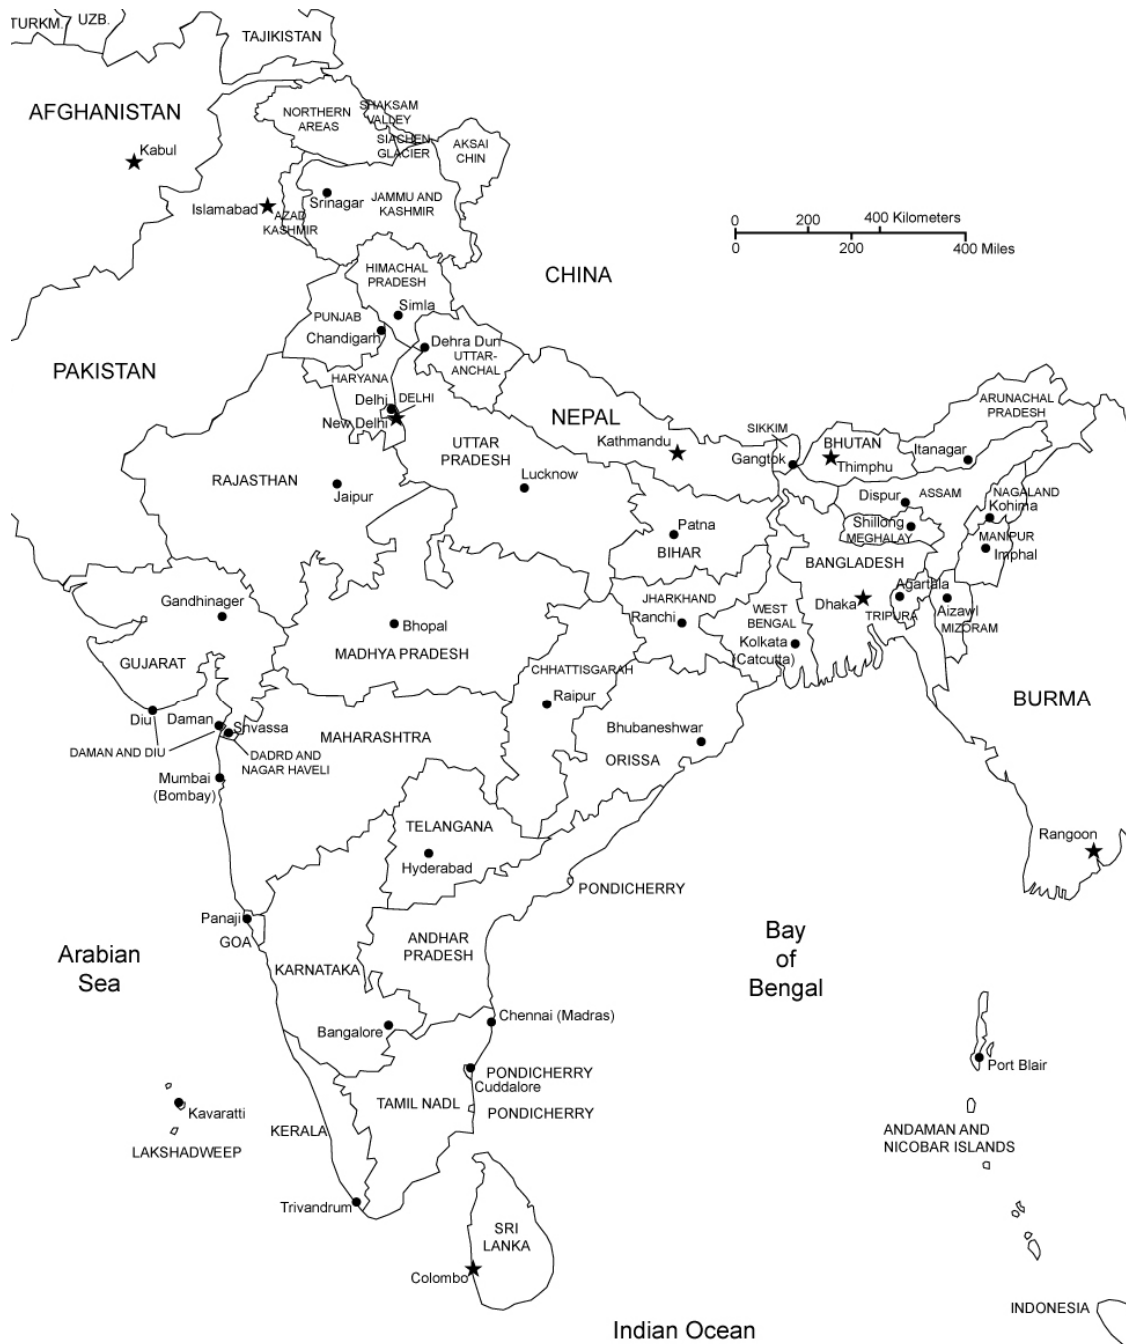 TURKM.
UZB.
TAJIKISTAN
AFGHANISTAN
Kabul
NORTHERN
AREAS
SHAKSAM
VALLEY
SIACHEN
GLACIER
AKSAI
CHIN
Islamabad
AZAD
KASHMIR
Srinagar
JAMMU AND
KASHMIR
0 200 400 Kilometers
0 200 400 Miles
HIMACHAL
PRADESH
CHINA
Simla
PUNJAB
Chandigarh
Dehra Dun
UTTAR-
ANCHAL
PAKISTAN
HARYANA
Delhi
DELHI
New Delhi
NEPAL
Kathmandu
ARUNACHAL
PRADESH
SIKKIM
Gangtok
BHUTAN
Thimphu
Itanagar
UTTAR
PRADESH
Lucknow
RAJASTHAN
Jaipur
Dispur
ASSAM
NAGALAND
Kohima
Patna
BIHAR
Shillong
MEGHALAY
MANIPUR
Imphal
BANGLADESH
Dhaka
Agartala
TRIPURA
Aizawl
MIZORAM
Gandhinager
GUJARAT
Bhopal
MADHYA PRADESH
JHARKHAND
Ranchi
WEST
BENGAL
Kolkata
(Catcutta)
CHHATTISGARAH
Raipur
BURMA
Diu
Daman
Shvassa
DAMAN AND DIU
DADRD AND
NAGAR HAVELI
MAHARASHTRA
Bhubaneshwar
ORISSA
Mumbai
(Bombay)
TELANGANA
Hyderabad
Rangoon
PONDICHERRY
Panaji
GOA
Arabian
Sea
KARNATAKA
ANDHAR
PRADESH
Bay
of
Bengal
Bangalore
Chennai (Madras)
PONDICHERRY
Cuddalore
Port Blair
Kavaratti
LAKSHADWEEP
KERALA
TAMIL NADL
PONDICHERRY
ANDAMAN AND
NICOBAR ISLANDS
Trivandrum
SRI
LANKA
Colombo
INDONESIA
Indian Ocean